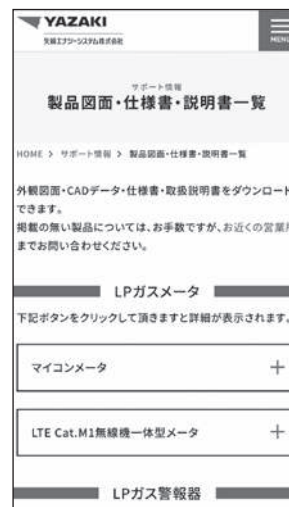 YAZAKI
矢崎エナジーシステム株式会社
MENU
サポート情報
製品図面・仕様書・説明書一覧
HOME > サポート情報 > 製品図面・仕様書・説明書一覧
外観図面・CADデータ・仕様書・取扱説明書をダウンロード
できます。
掲載の無い製品については、お手数ですが、お近くの営業所
までお問い合わせください。
LPガスメータ
下記ボタンをクリックして頂きますと詳細が表示されます。
マイコンメータ +
LTE Cat.M1無線機一体型メータ +
LPガス警報器